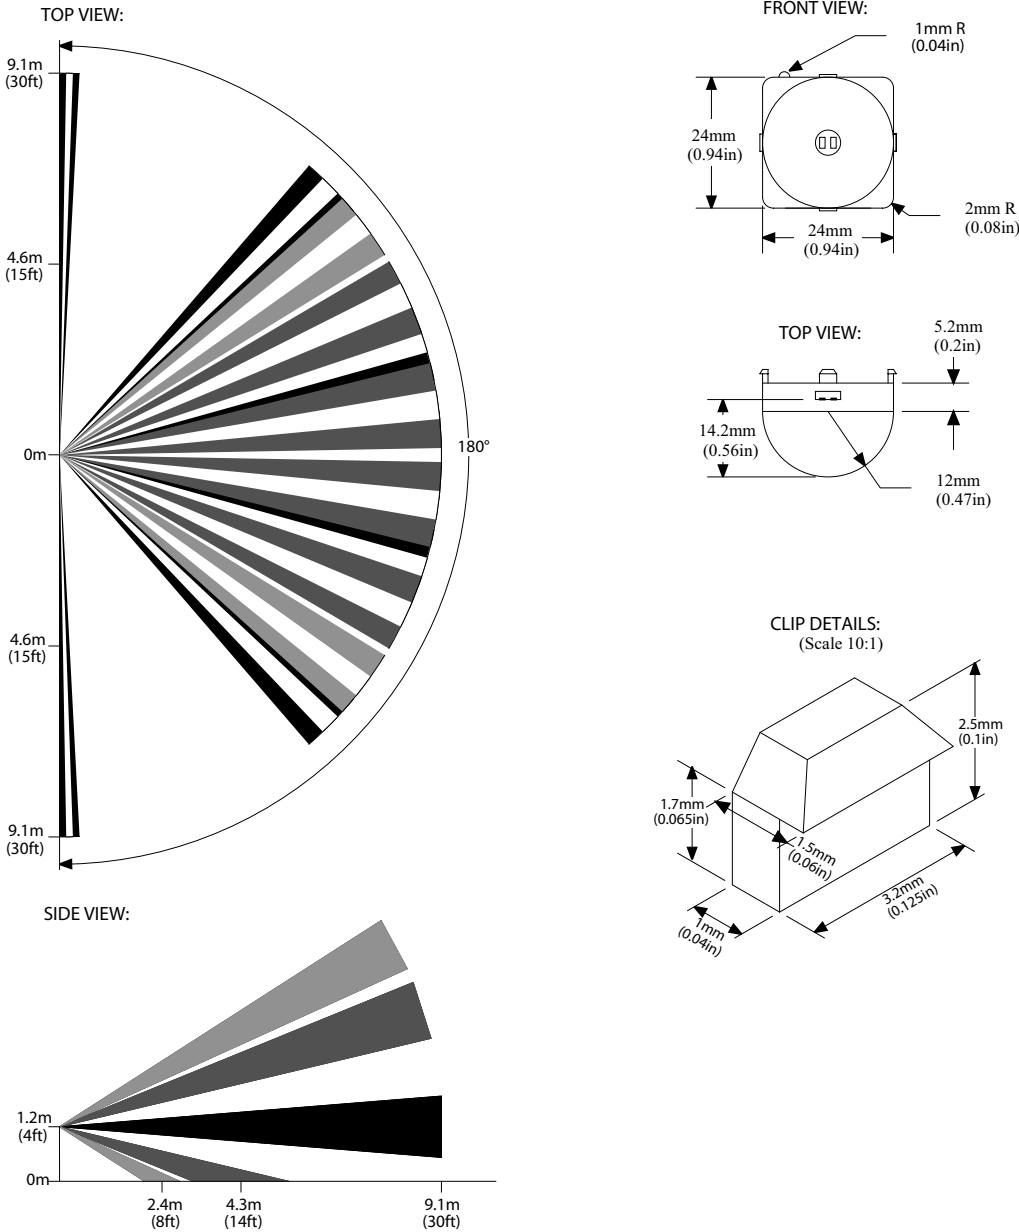 TOP VIEW:
9.1m
(30ft)
4.6m
(15ft)
0m
180º
4.6m
(15ft)
9.1m
(30ft)
SIDE VIEW:
1.2m
(4ft)
0m
2.4m
(8ft)
4.3m
(14ft)
9.1m
(30ft)
FRONT VIEW:
1mm R
(0.04in)
24mm
(0.94in)
2mm R
(0.08in)
24mm
(0.94in)
TOP VIEW:
5.2mm
(0.2in)
14.2mm
(0.56in)
12mm
(0.47in)
CLIP DETAILS:
(Scale 10:1)
2.5mm
(0.1in)
1.7mm
(0.065in)
1.5mm
(0.06in)
3.2mm
(0.125in)
1mm
(0.04in)